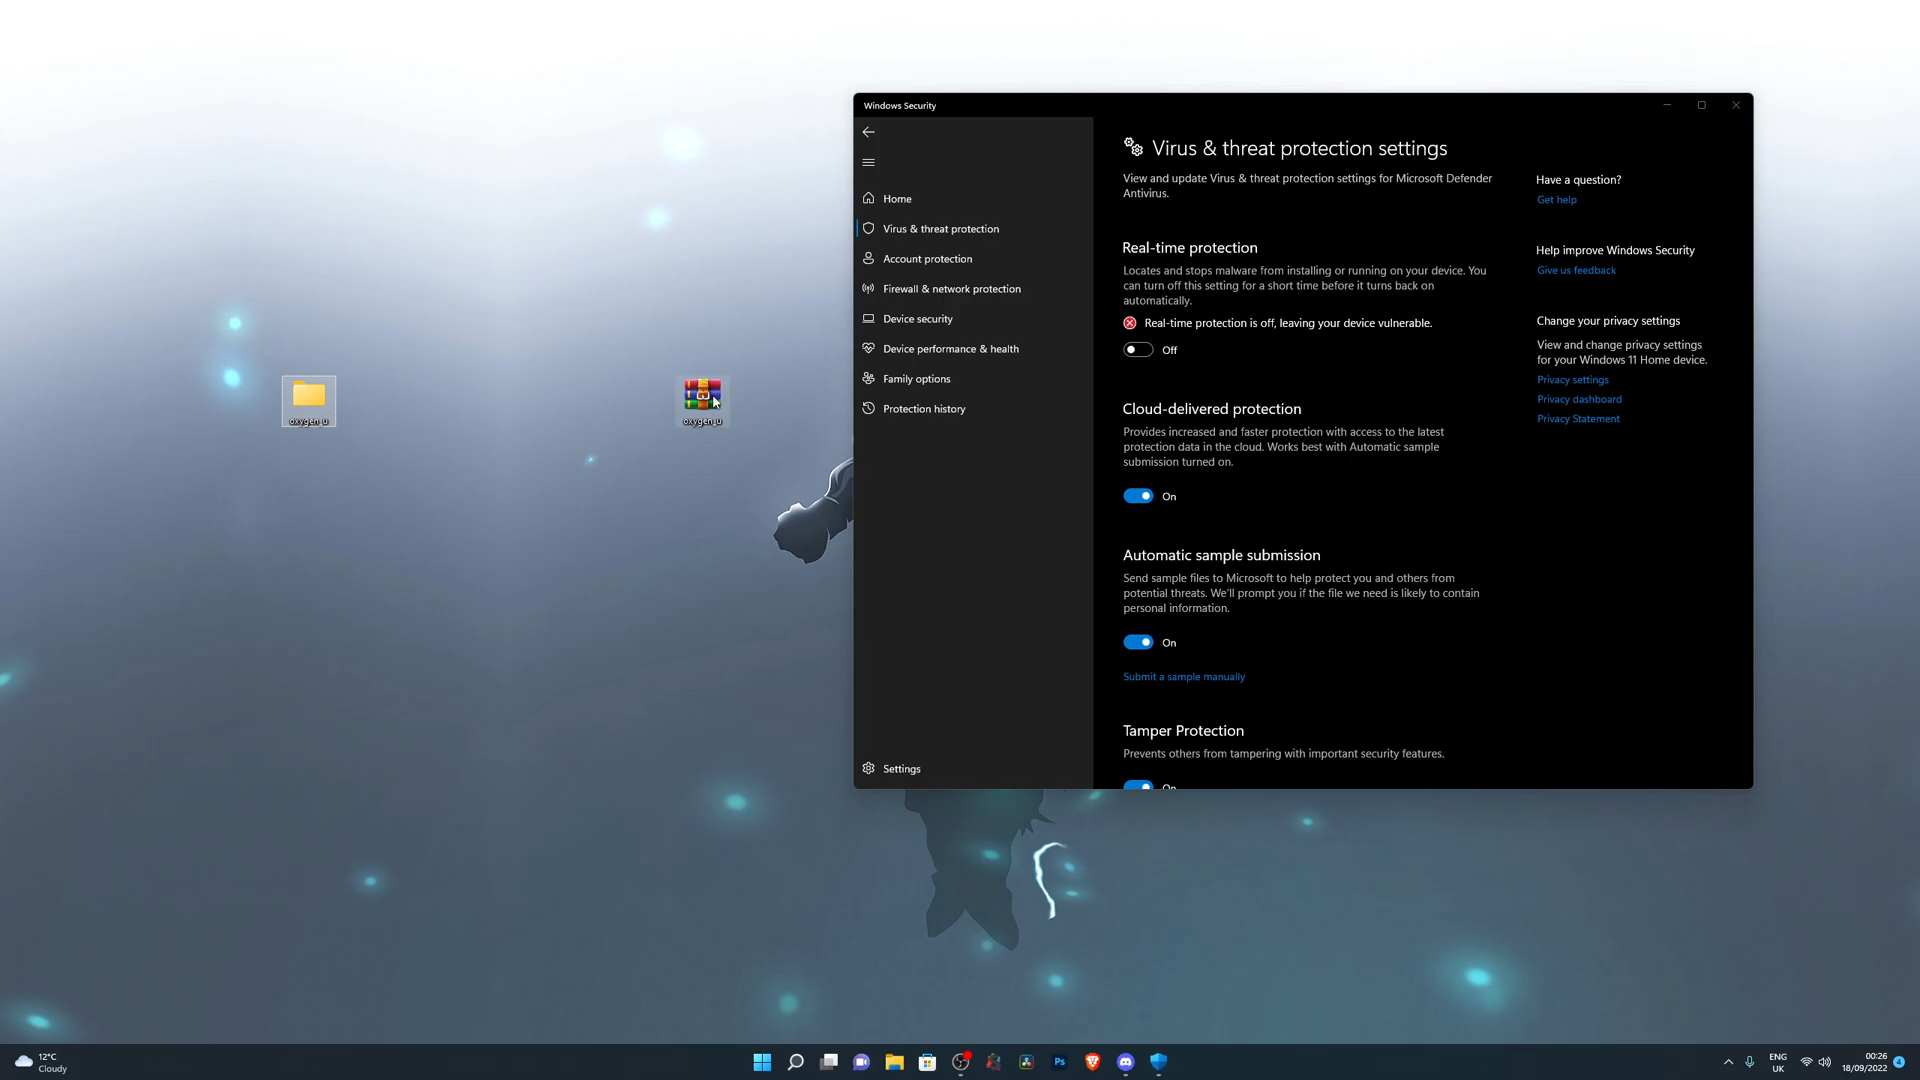 Windows Security
Home
Virus & threat protection
Account protection
Firewall & network protection
Device security
Device performance & health
Family options
Protection history
Settings
Virus & threat protection settings
View and update Virus & threat protection settings for Microsoft Defender
Antivirus.
Real-time protection
Locates and stops malware from installing or running on your device. You
can turn off this setting for a short time before it turns back on
automatically.
Real-time protection is off, leaving your device vulnerable.
Off
Cloud-delivered protection
Provides increased and faster protection with access to the latest
protection data in the cloud. Works best with Automatic sample
submission turned on.
On
Automatic sample submission
Send sample files to Microsoft to help protect you and others from
potential threats. We'll prompt you if the file we need is likely to contain
personal information.
On
Submit a sample manually
Tamper Protection
Prevents others from tampering with important security features.
On
Have a question?
Get help
Help improve Windows Security
Give us feedback
Change your privacy settings
View and change privacy settings
for your Windows 11 Home device.
Privacy settings
Privacy dashboard
Privacy Statement
oxygen_u
oxygen_u
12°C
Cloudy
Ps
ENG
UK
00:26
18/09/2022
4